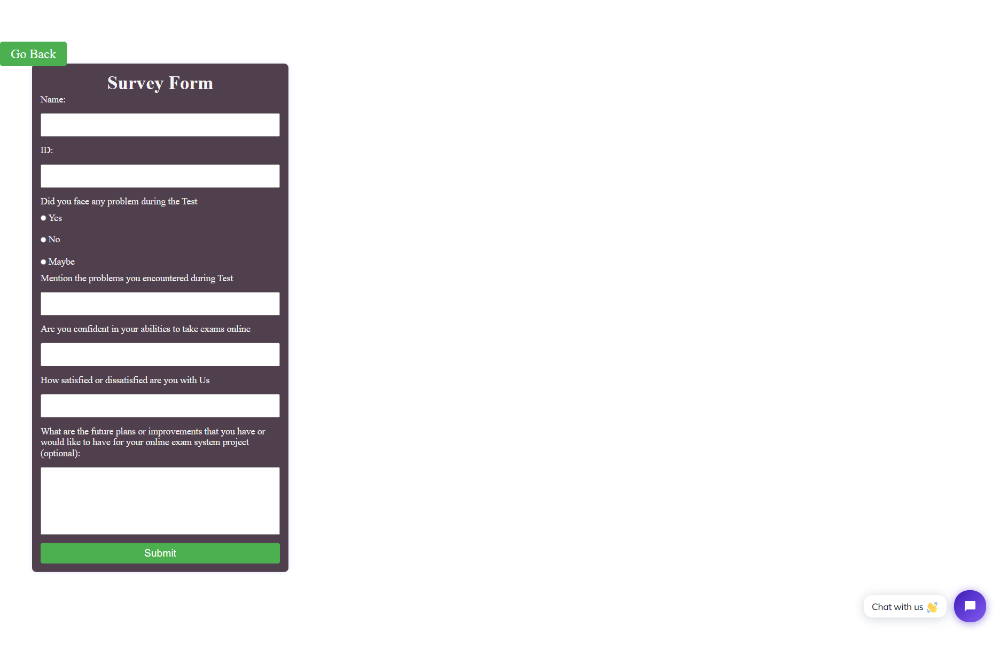 Go Back
Survey Form
Name:
ID:
Did you face any problem during the Test
Yes
No
Maybe
Mention the problems you encountered during Test
Are you confident in your abilities to take exams online
How satisfied or dissatisfied are you with Us
What are the future plans or improvements that you have or
would like to have for your online exam system project
(optional):
Submit
Chat with us 👋